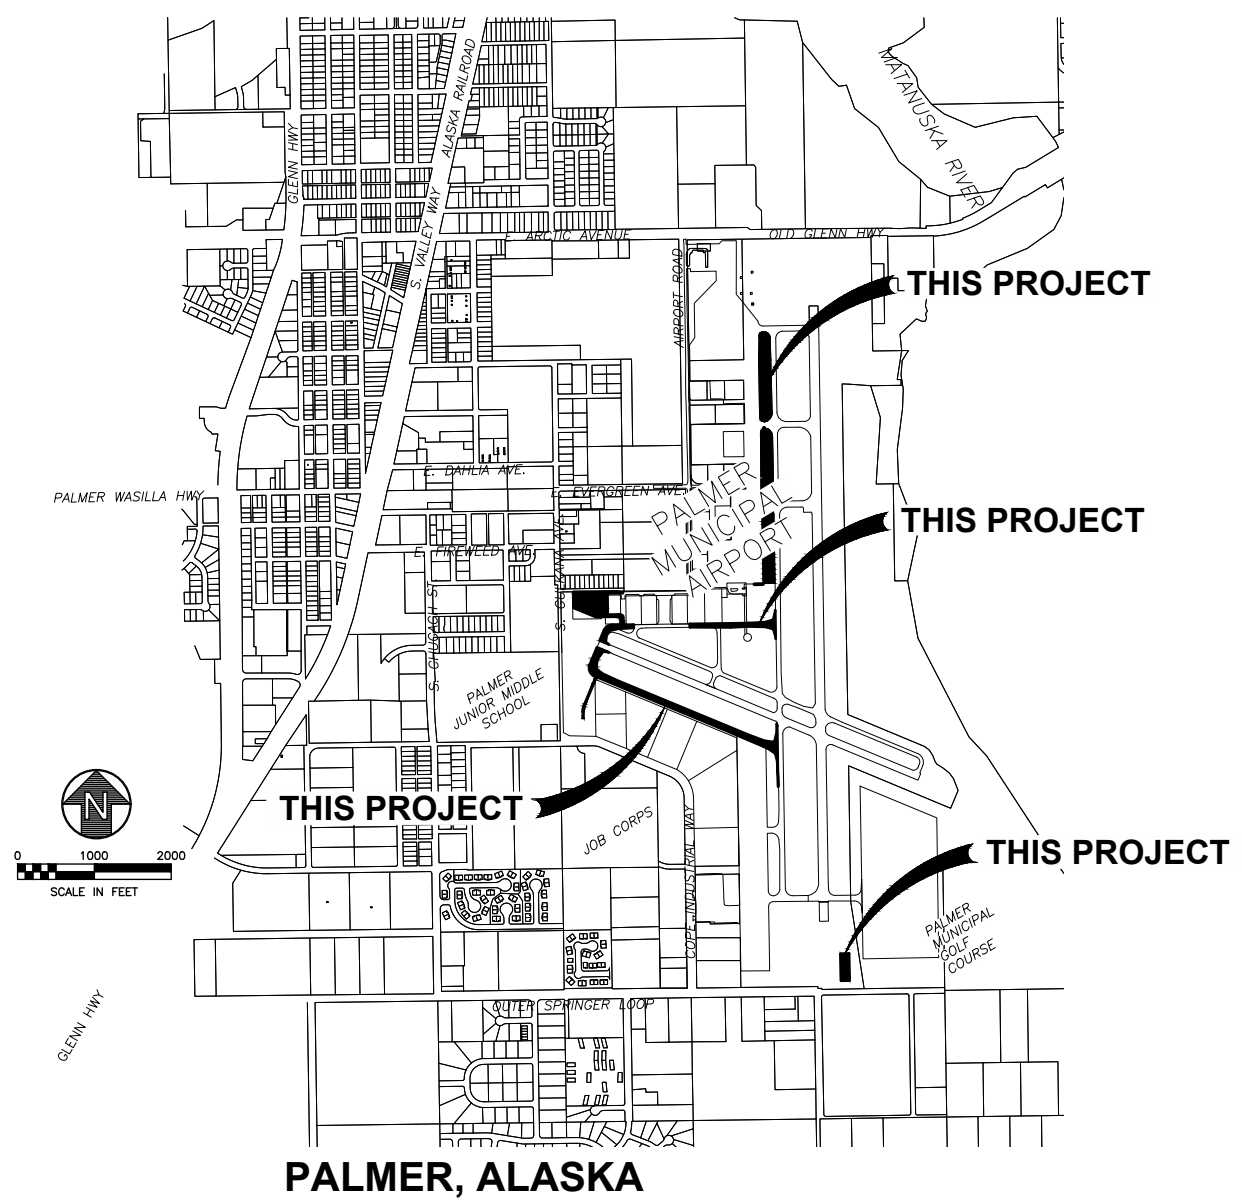 MATANUSKA RIVER
GLENN HWY
ALASKA RAILROAD
S. VALLEY WAY
E. ARCTIC AVENUE
OLD GLENN HWY
AIRPORT ROAD
THIS PROJECT
E. DAHLIA AVE.
PALMER WASILLA HWY
E. EVERGREEN AVE.
PALMER
MUNICIPAL
AIRPORT
THIS PROJECT
E. FIREWEED AVE.
S. GULKANA AVE.
S. CHUGACH ST.
PALMER
JUNIOR MIDDLE
SCHOOL
N
THIS PROJECT
JOB CORPS
COPE INDUSTRIAL WAY
THIS PROJECT
0 1000 2000
SCALE IN FEET
PALMER
MUNICIPAL
GOLF
COURSE
OUTER SPRINGER LOOP
GLENN HWY
PALMER, ALASKA